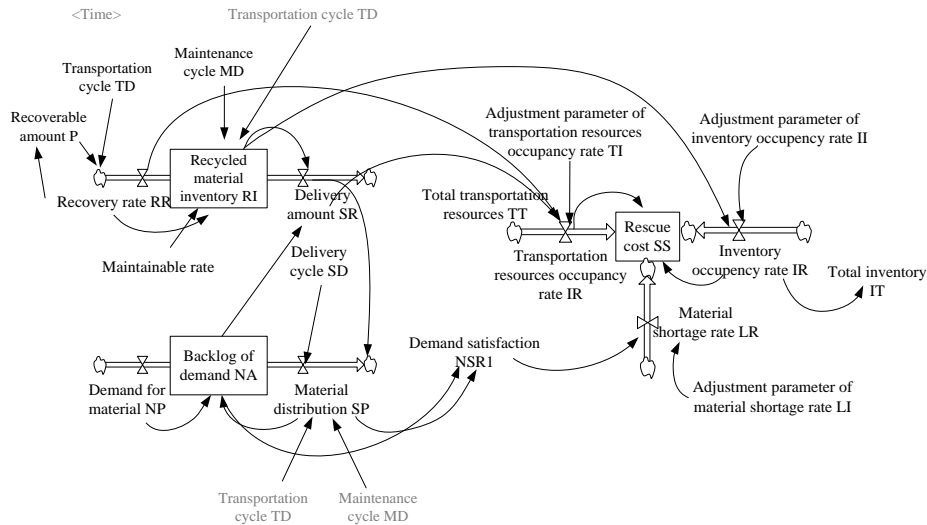 <Time>
Transportation cycle TD
Maintenance
cycle MD
Transportation
cycle TD
Recoverable
amount P
Recycled
material
inventory RI
Recovery rate RR
Delivery
amount SR
Maintainable rate
Delivery
cycle SD
Adjustment parameter of
transportation resources
occupancy rate TI
Adjustment parameter of
inventory occupency rate II
Total transportation
resources TT
Rescue
cost SS
Transportation
resources occupancy
rate IR
Inventory
occupency rate IR
Total inventory
IT
Material
shortage rate LR
Adjustment parameter of
material shortage rate LI
Demand satisfaction
NSR1
Backlog of
demand NA
Demand for
material NP
Material
distribution SP
Transportation
cycle TD
Maintenance
cycle MD